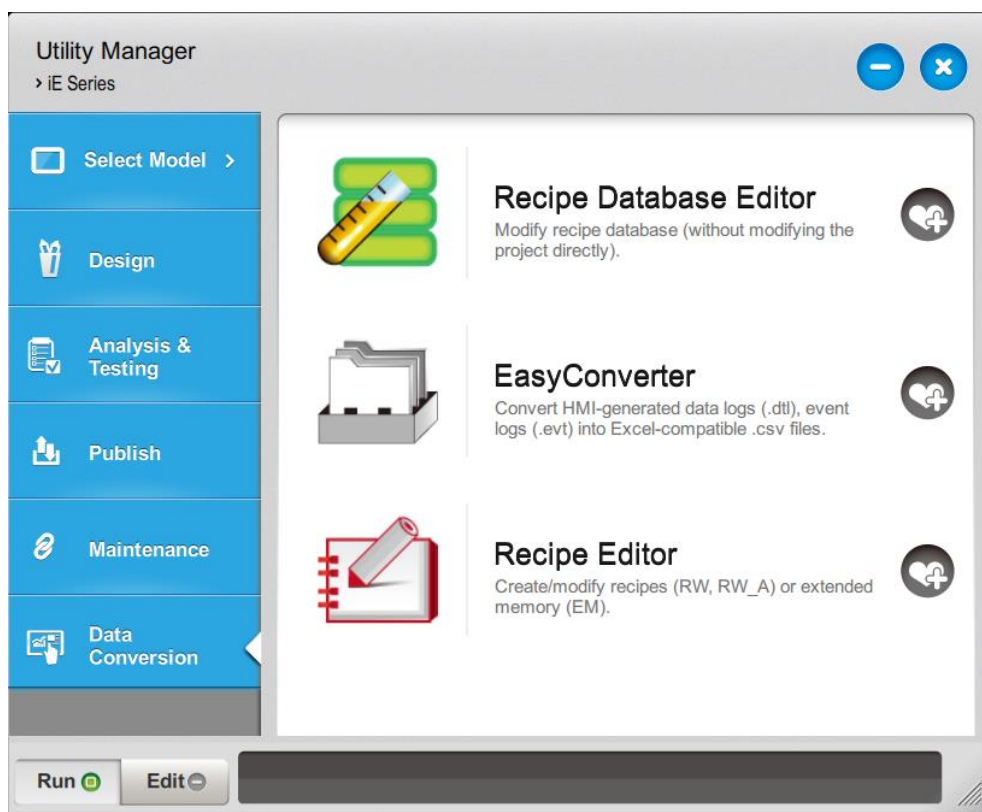 Utility Manager
› iE Series
Select Model ›
Design
Analysis &
Testing
Publish
Maintenance
Data
Conversion
Recipe Database Editor
Modify recipe database (without modifying the
project directly).
EasyConverter
Convert HMI-generated data logs (.dtl), event
logs (.evt) into Excel-compatible .csv files.
Recipe Editor
Create/modify recipes (RW, RW_A) or extended
memory (EM).
Run
Edit